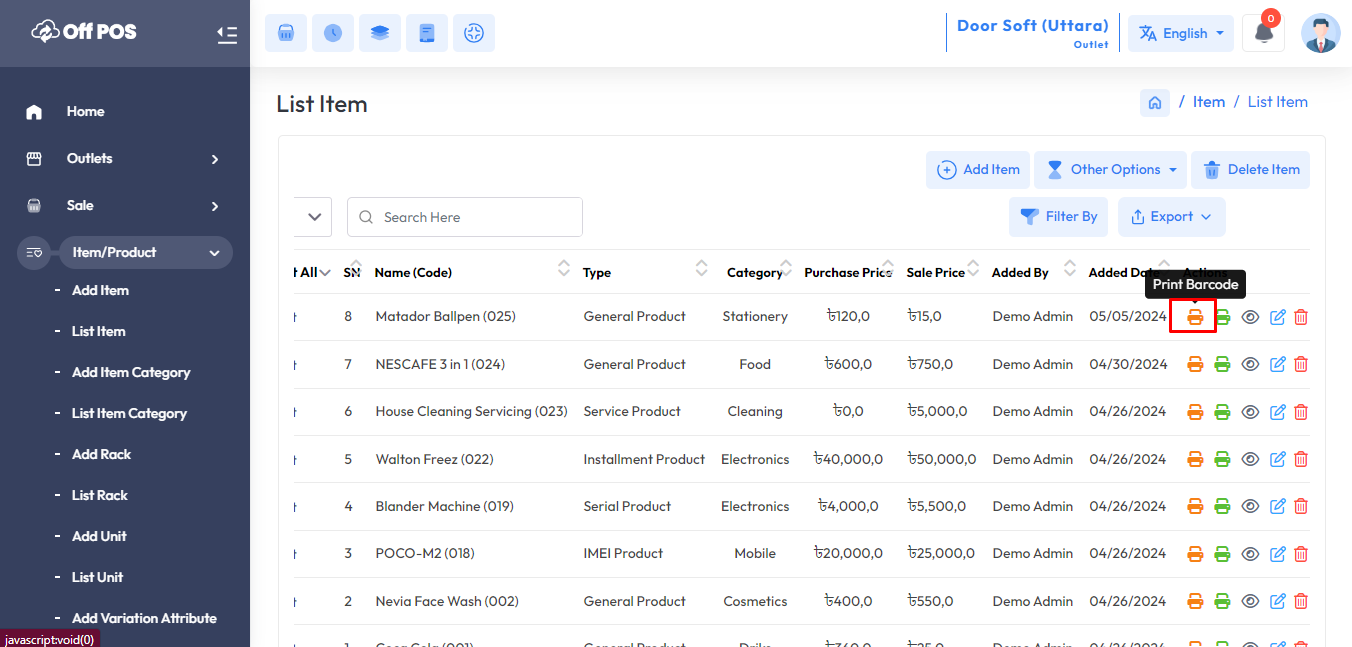 Off POS
Door Soft (Uttara)
Outlet
English
0
Home
Outlets
Sale
Item/Product
Add Item
List Item
Add Item Category
List Item Category
Add Rack
List Rack
Add Unit
List Unit
Add Variation Attribute
javascript:void(0)
List Item
/ Item / List Item
Add Item Other Options Delete Item
Search Here
Filter By Export
All SN Name (Code) Type Category Purchase Price Sale Price Added By Added Date Actions
Print Barcode
8 Matador Ballpen (025) General Product Stationery ৳120,0 ৳15,0 Demo Admin 05/05/2024
7 NESCAFE 3 in 1 (024) General Product Food ৳600,0 ৳750,0 Demo Admin 04/30/2024
6 House Cleaning Servicing (023) Service Product Cleaning ৳0,0 ৳5,000,0 Demo Admin 04/26/2024
5 Walton Freez (022) Installment Product Electronics ৳40,000,0 ৳50,000,0 Demo Admin 04/26/2024
4 Blander Machine (019) Serial Product Electronics ৳4,000,0 ৳5,500,0 Demo Admin 04/26/2024
3 POCO-M2 (018) IMEI Product Mobile ৳20,000,0 ৳25,000,0 Demo Admin 04/26/2024
2 Nevia Face Wash (002) General Product Cosmetics ৳400,0 ৳550,0 Demo Admin 04/26/2024